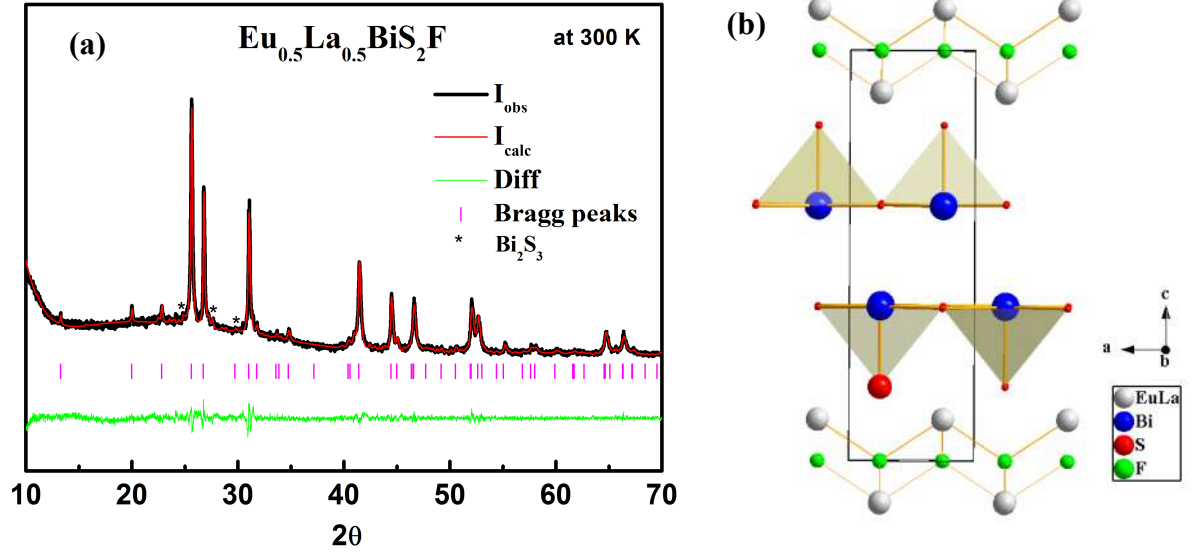 (a)
Eu0.5La0.5BiS2F
at 300 K
Iobs
Icalc
Diff
Bragg peaks
* Bi2S3
* * *
10 20 30 40 50 60 70
2θ
(b)
c
a
b
EuLa
Bi
S
F